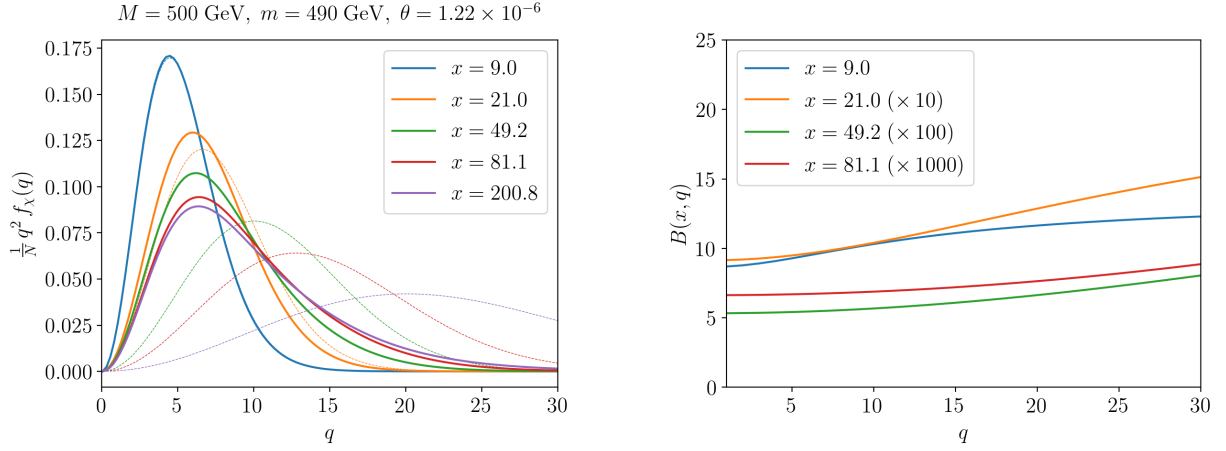 M = 500 GeV, m = 490 GeV, θ = 1.22 × 10⁻⁶
0.175
0.150
0.125
0.100
0.075
0.050
0.025
0.000
1/N q² f_χ(q)
0
5
10
15
20
25
30
q
x = 9.0
x = 21.0
x = 49.2
x = 81.1
x = 200.8
25
20
15
10
5
0
B(x, q)
5
10
15
20
25
30
q
x = 9.0
x = 21.0 (× 10)
x = 49.2 (× 100)
x = 81.1 (× 1000)